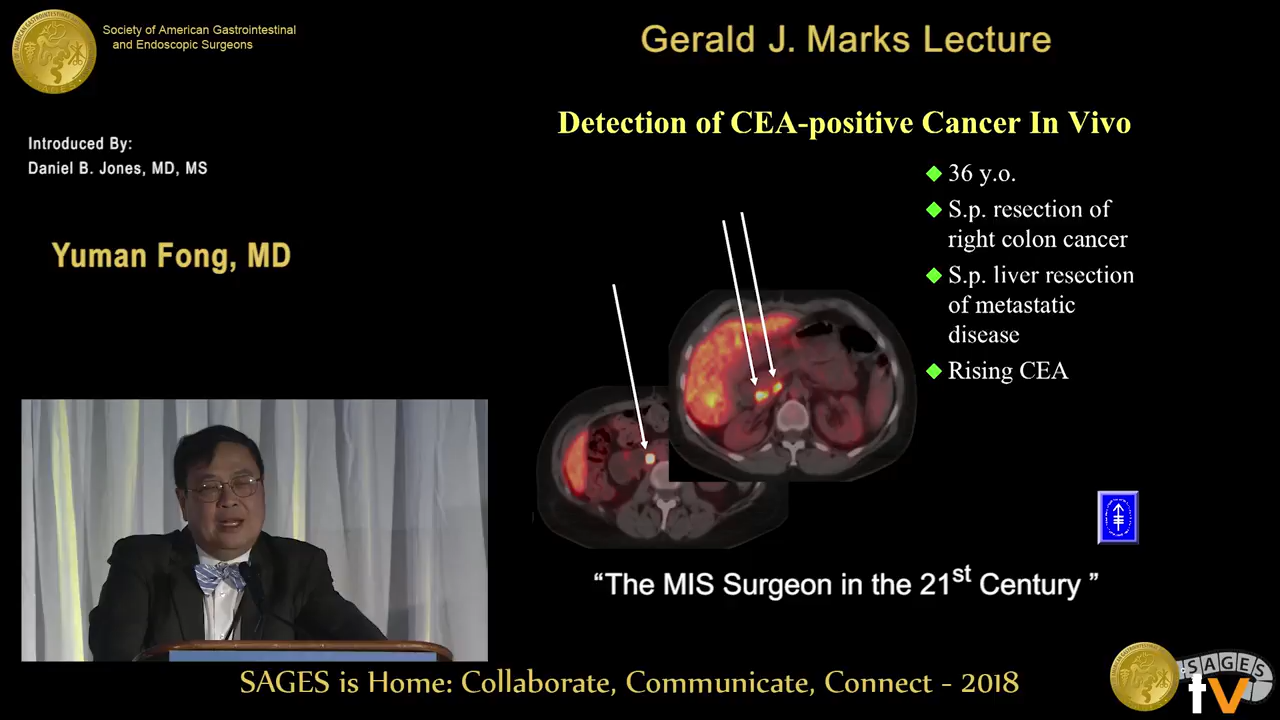 Society of American Gastrointestinal
and Endoscopic Surgeons
Gerald J. Marks Lecture
Introduced By:
Daniel B. Jones, MD, MS
Yuman Fong, MD
Detection of CEA-positive Cancer In Vivo
36 y.o.
S.p. resection of
right colon cancer
S.p. liver resection
of metastatic
disease
Rising CEA
“The MIS Surgeon in the 21st Century ”
SAGES is Home: Collaborate, Communicate, Connect - 2018
SAGES
tv